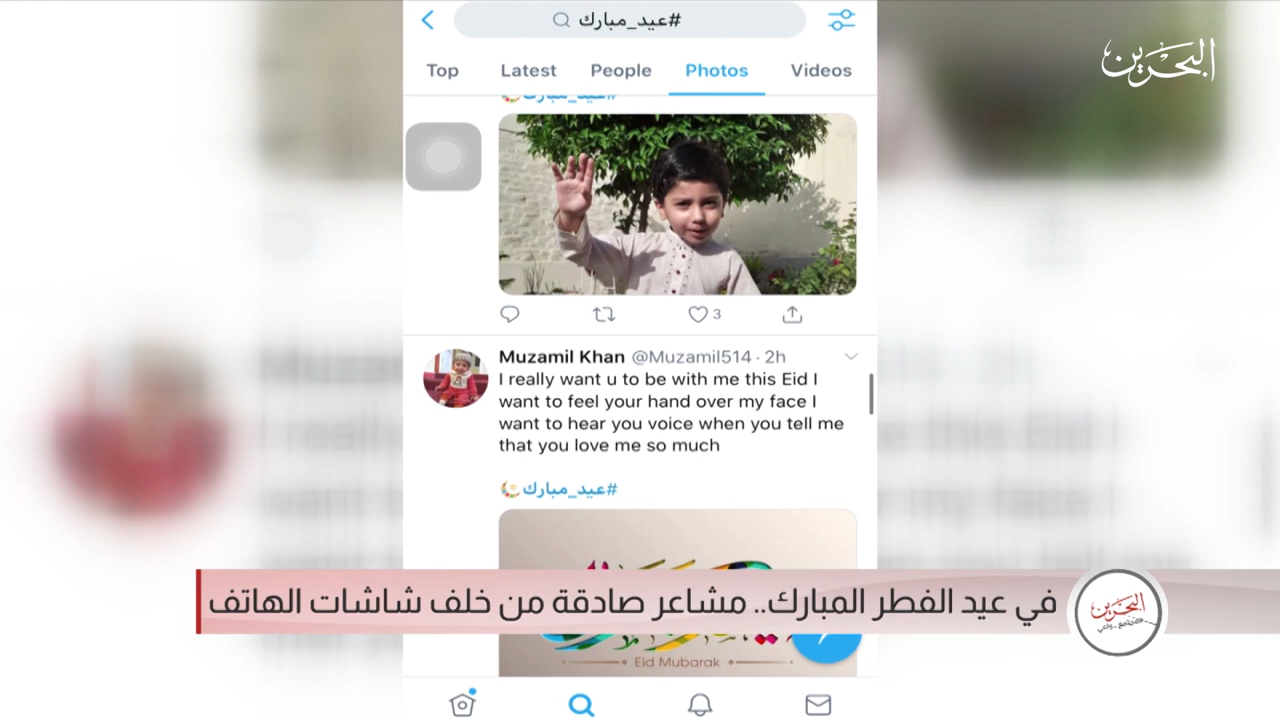 #عيد_مبارك
البحرين
Top Latest People Photos Videos
#عيد_مبارك
3
Muzamil Khan @Muzamil514 · 2h
I really want u to be with me this Eid I
want to feel your hand over my face I
want to hear you voice when you tell me
that you love me so much
#عيد_مبارك
في عيد الفطر المبارك.. مشاعر صادقة من خلف شاشات الهاتف
البحرين
مجتمع واعي
Eid Mubarak